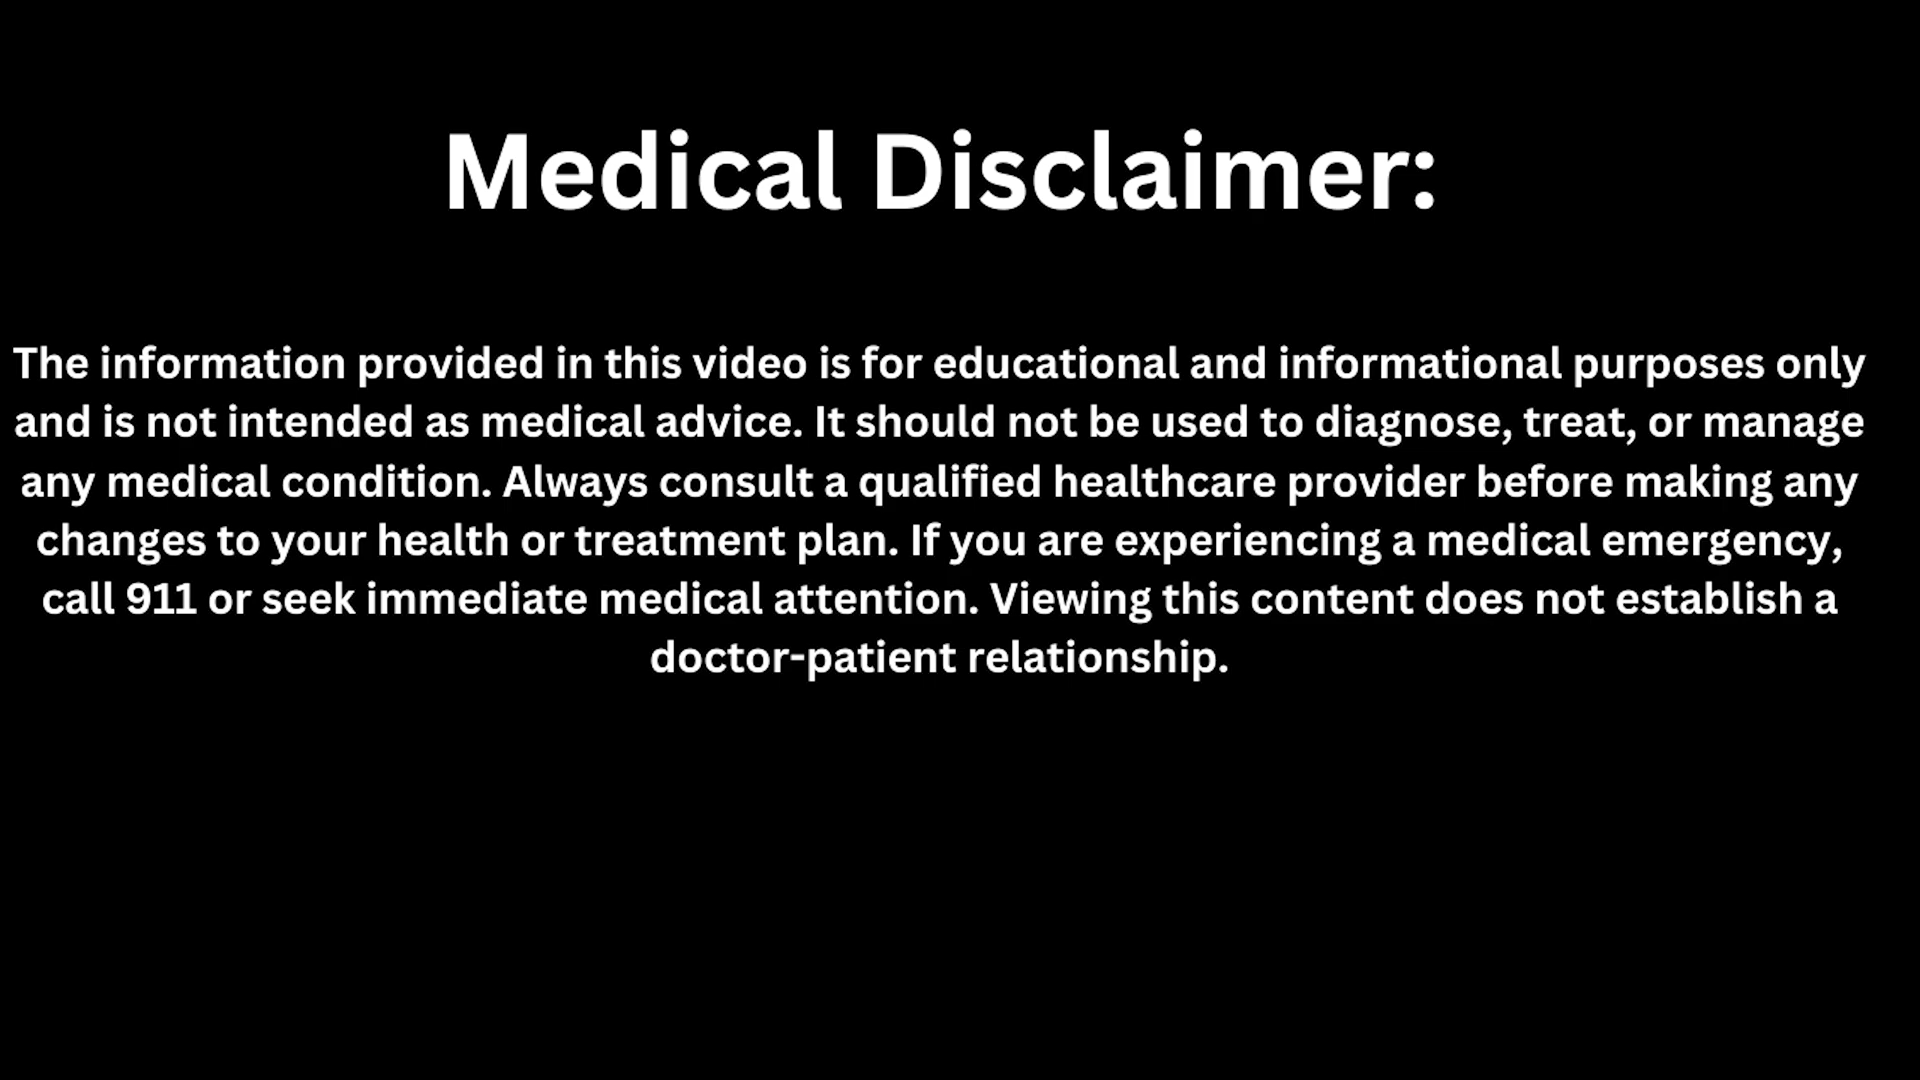 Medical Disclaimer:
The information provided in this video is for educational and informational purposes only
and is not intended as medical advice. It should not be used to diagnose, treat, or manage
any medical condition. Always consult a qualified healthcare provider before making any
changes to your health or treatment plan. If you are experiencing a medical emergency,
call 911 or seek immediate medical attention. Viewing this content does not establish a
doctor-patient relationship.